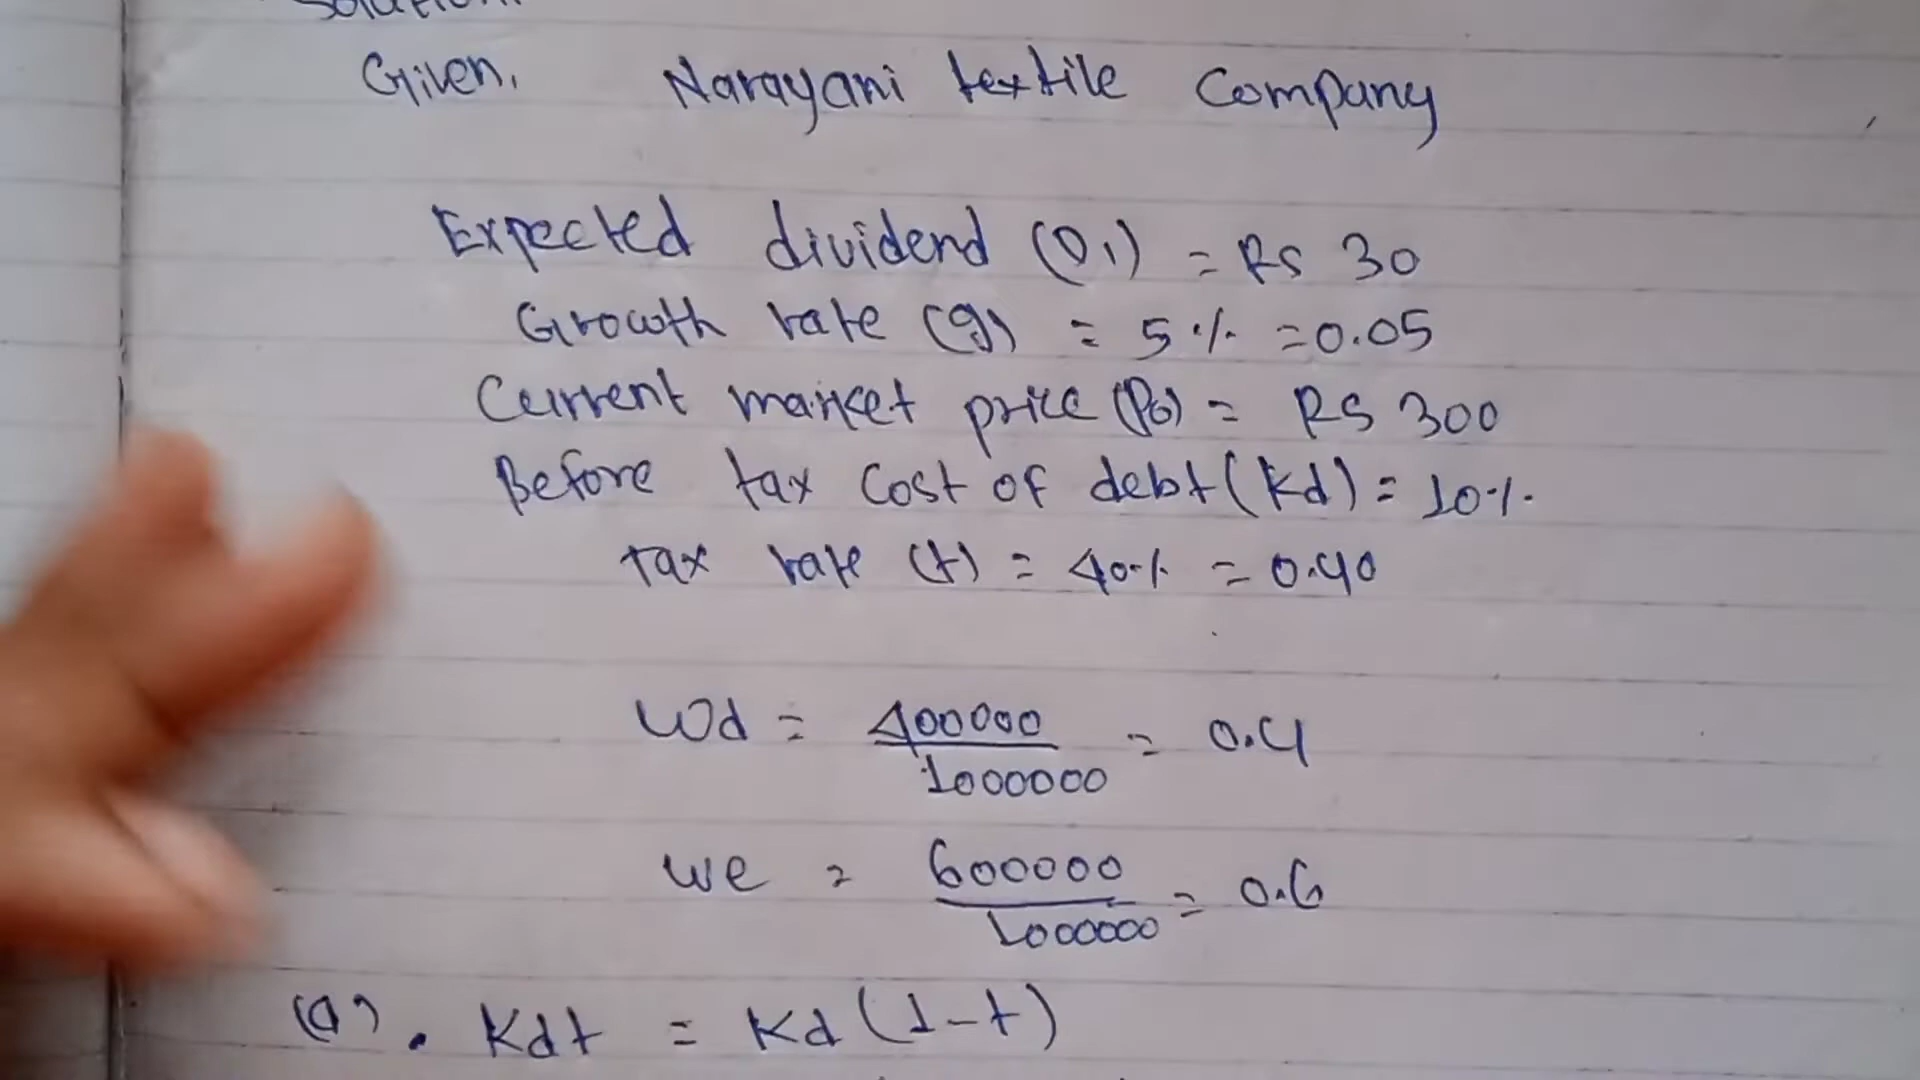 Solution:
Given, Narayani textile Company
Expected dividend (D1) = Rs 30
Growth rate (g) = 5% = 0.05
Current market price (P0) = RS 300
Before tax cost of debt (Kd) = 10%
tax rate (t) = 40% = 0.40
Wd = 400000/1000000 = 0.4
we = 600000/1000000 = 0.6
(a). Kdt = Kd (1-t)